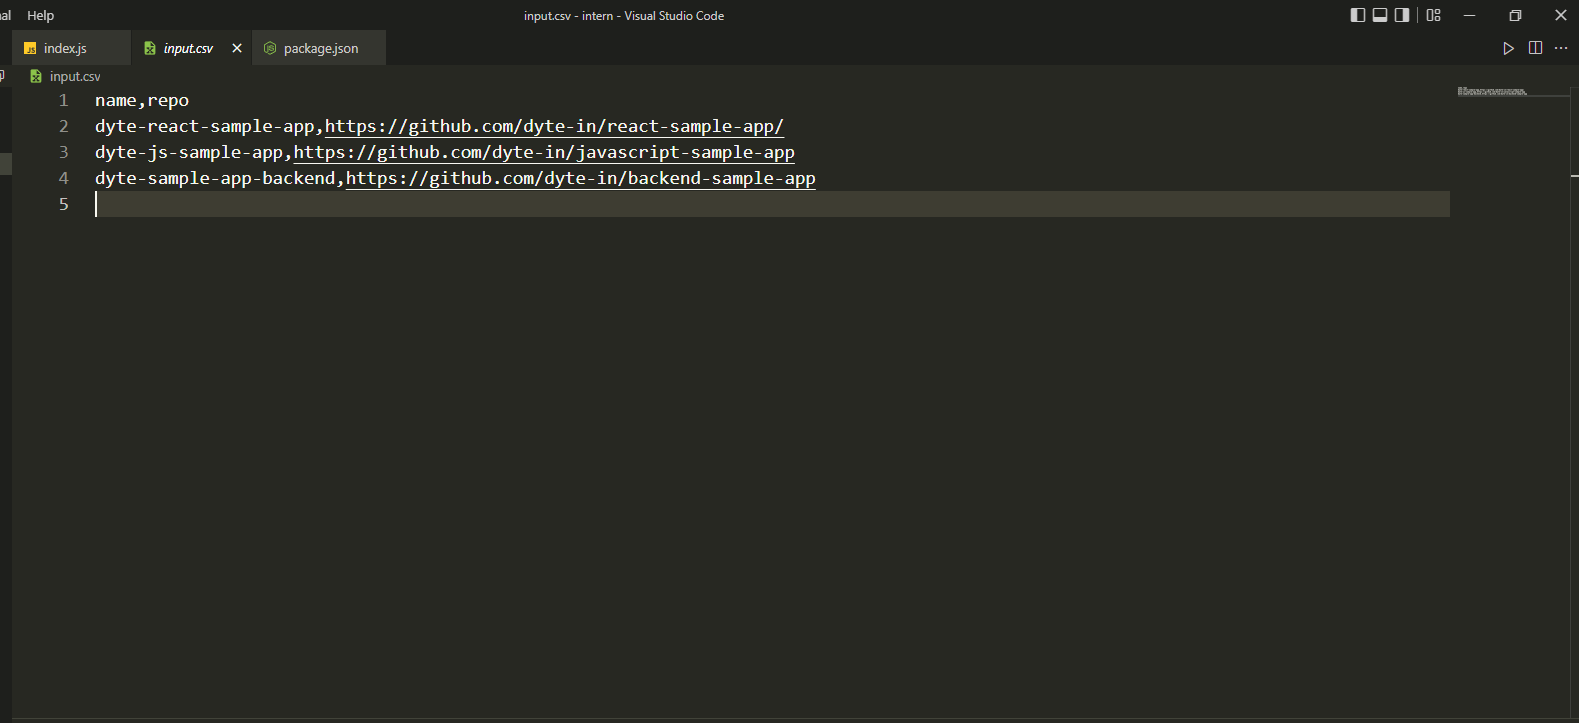 Help
input.csv - intern - Visual Studio Code
JS index.js
input.csv
package.json
input.csv
1 name,repo
2 dyte-react-sample-app,https://github.com/dyte-in/react-sample-app/
3 dyte-js-sample-app,https://github.com/dyte-in/javascript-sample-app
4 dyte-sample-app-backend,https://github.com/dyte-in/backend-sample-app
5